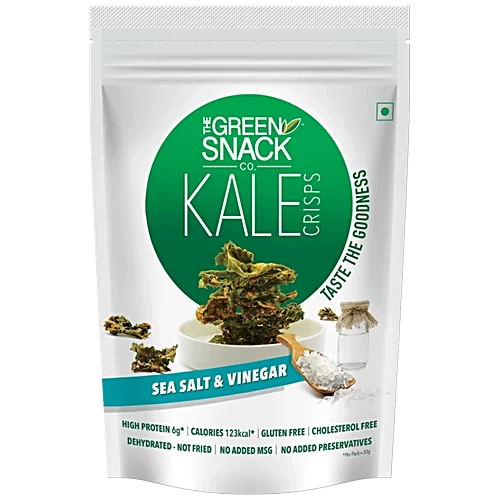 THE GREEN
SNACK
CO.
KALE
CRISPS
TASTE THE GOODNESS
SEA SALT & VINEGAR
HIGH PROTEIN 6g* | CALORIES 123kcal* | GLUTEN FREE | CHOLESTEROL FREE
DEHYDRATED - NOT FRIED | NO ADDED MSG | NO ADDED PRESERVATIVES
*Per Pack=30g